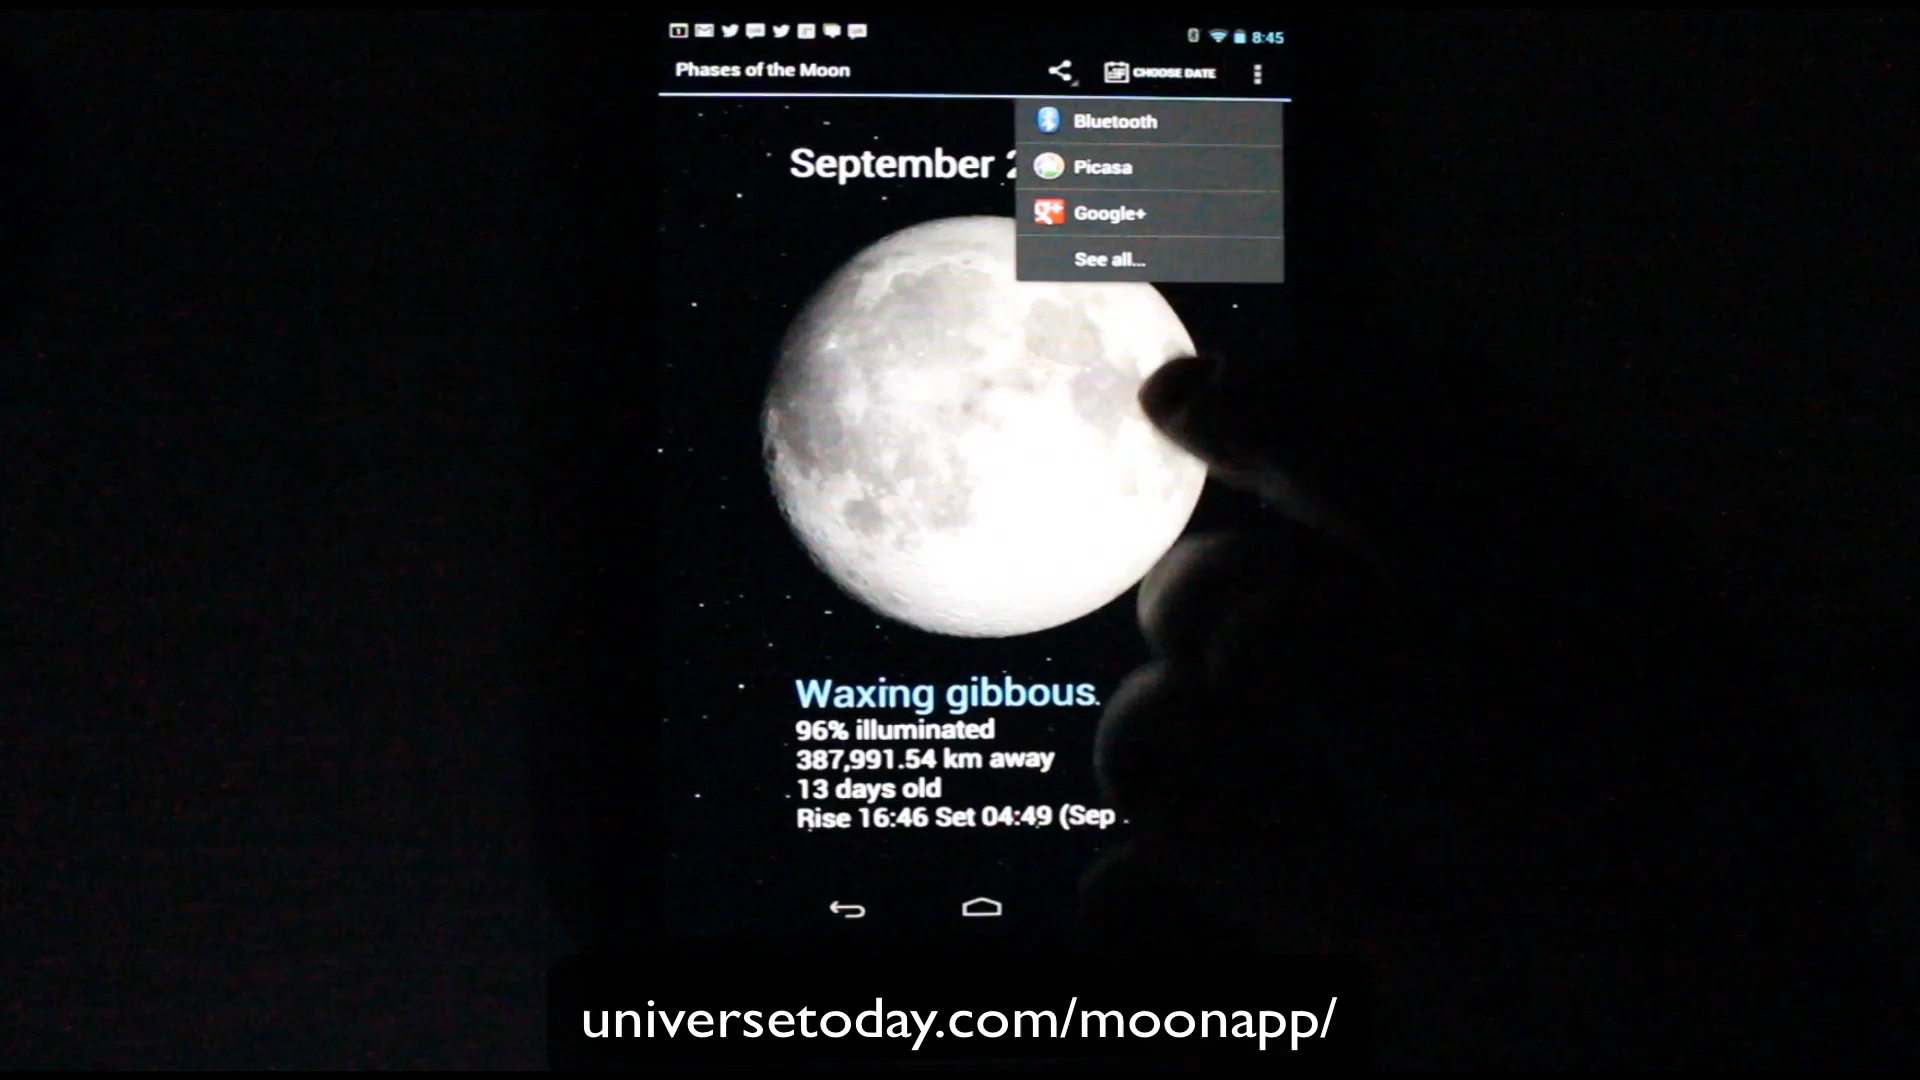 8:45
Phases of the Moon
CHOOSE DATE
Bluetooth
September
Picasa
Google+
See all...
Waxing gibbous
96% illuminated
387,991.54 km away
13 days old
Rise 16:46 Set 04:49 (Sep
universetoday.com/moonapp/